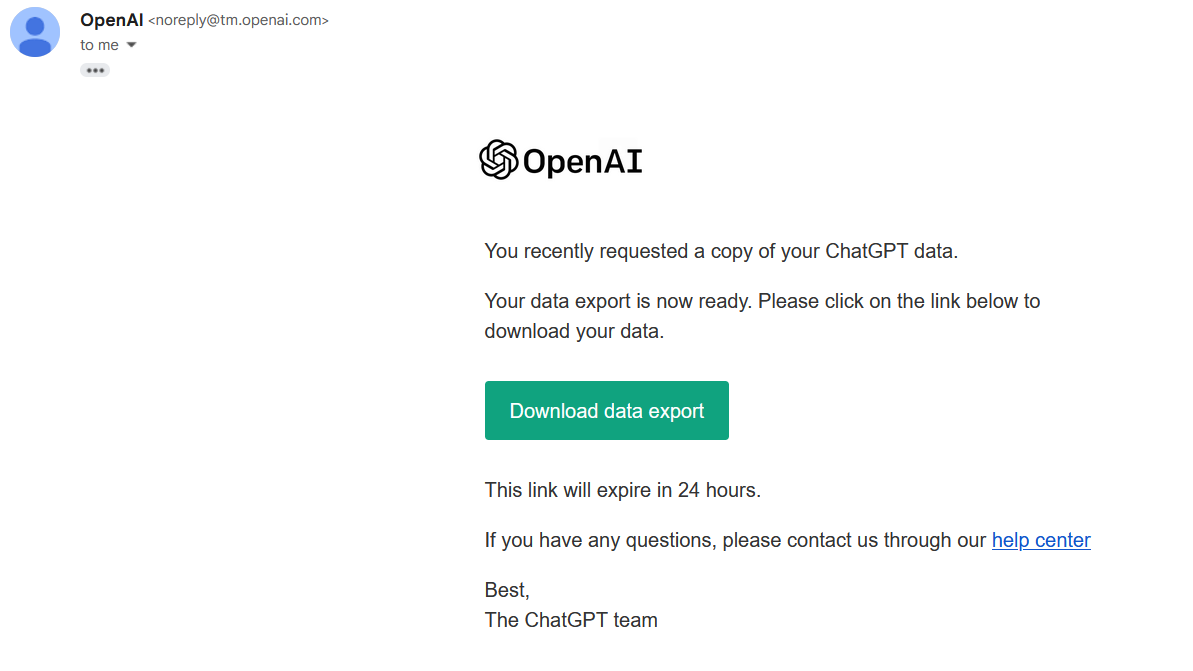 OpenAI <noreply@tm.openai.com>
to me
OpenAI
You recently requested a copy of your ChatGPT data.
Your data export is now ready. Please click on the link below to
download your data.
Download data export
This link will expire in 24 hours.
If you have any questions, please contact us through our help center
Best,
The ChatGPT team